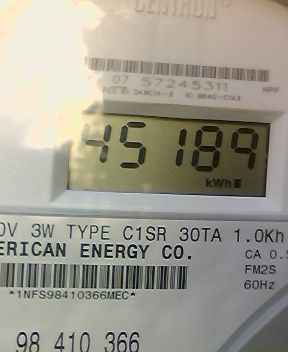 CENTRON
07 57245311
HPP
45189
kWh
0V 3W TYPE C1SR 30TA 1.0Kh
ERICAN ENERGY CO.
CA 0.5
FM2S
*1NFS98410366MEC*
60Hz
98 410 366